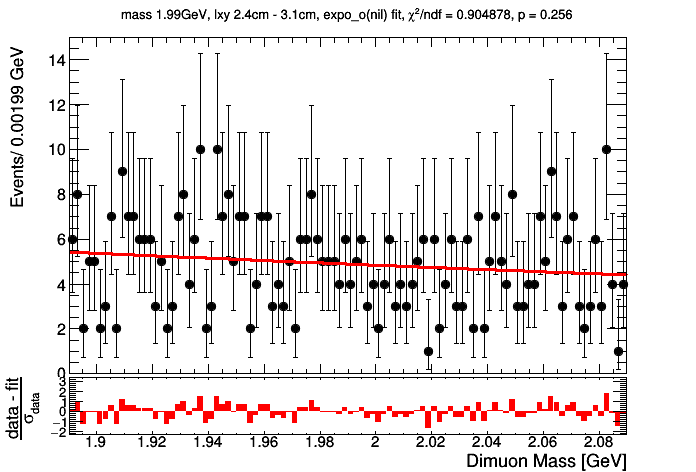 mass 1.99GeV, lxy 2.4cm - 3.1cm, expo_o(nil) fit, χ²/ndf = 0.904878, p = 0.256
Events/ 0.00199 GeV
14
12
10
8
6
4
2
0
data - fit
σdata
3
2
1
0
−1
−2
1.9 1.92 1.94 1.96 1.98 2 2.02 2.04 2.06 2.08
Dimuon Mass [GeV]